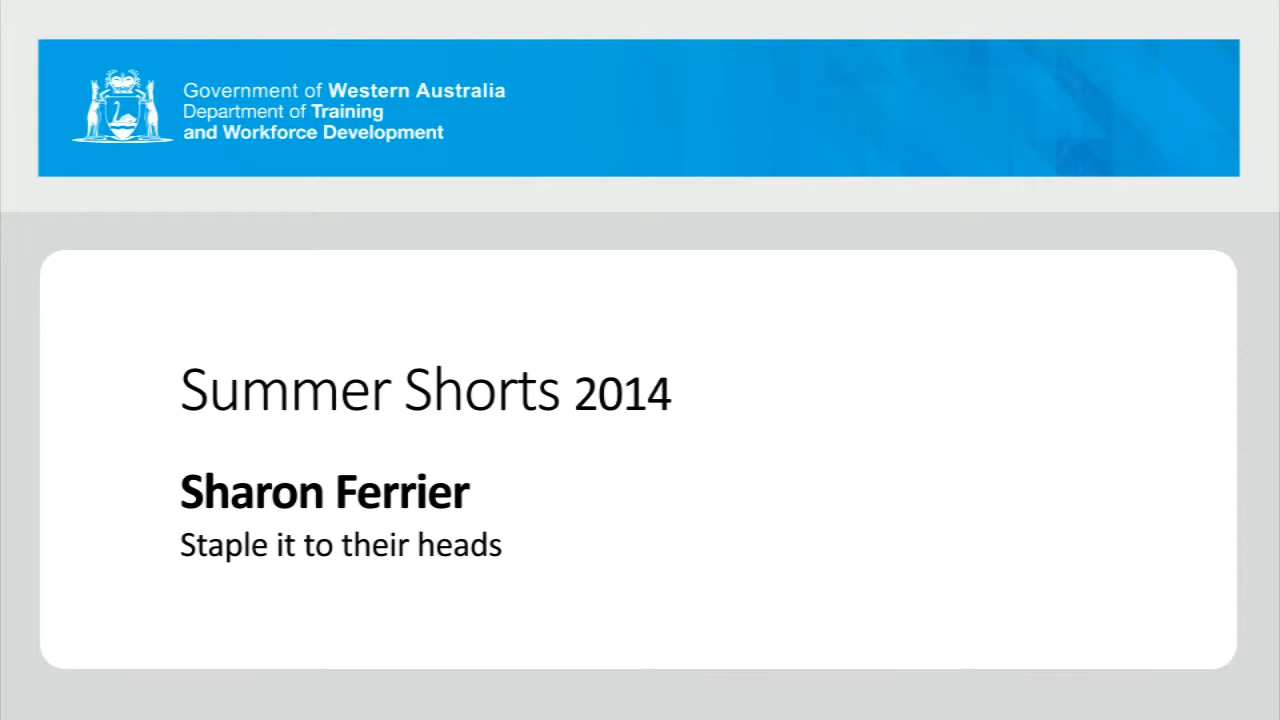 Government of Western Australia
Department of Training
and Workforce Development
Summer Shorts 2014
Sharon Ferrier
Staple it to their heads